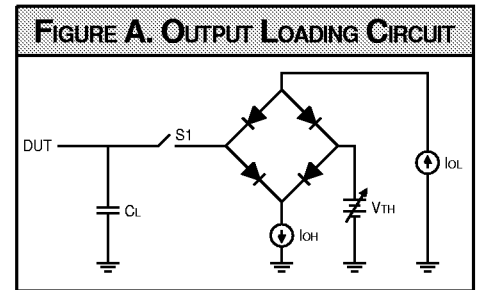 FIGURE A. OUTPUT LOADING CIRCUIT
S1
DUT
IOL
CL
VTH
IOH